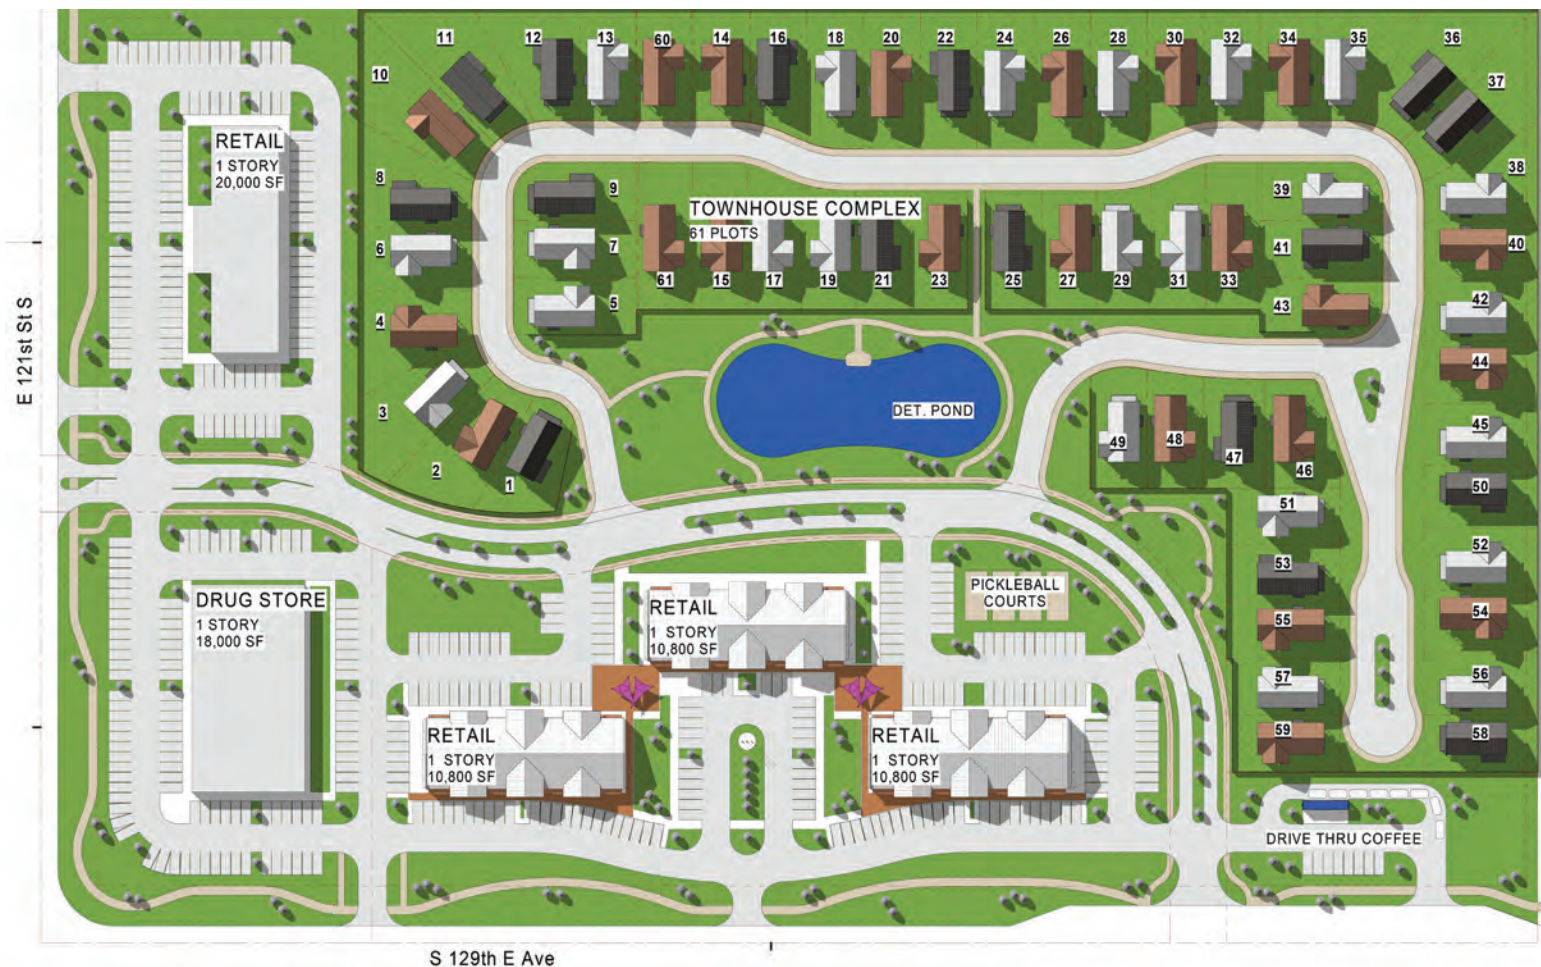 11
12
13
60
14
16
18
20
22
24
26
28
30
32
34
35
36
37
10
RETAIL
1 STORY
20,000 SF
8
9
TOWNHOUSE COMPLEX
61 PLOTS
39
38
6
7
61
15
17
19
21
23
25
27
29
31
33
41
40
4
5
43
42
E 121st St S
3
DET. POND
44
2
1
49
48
47
46
45
51
50
53
52
DRUG STORE
1 STORY
18,000 SF
RETAIL
1 STORY
10,800 SF
PICKLEBALL
COURTS
55
54
57
56
RETAIL
1 STORY
10,800 SF
RETAIL
1 STORY
10,800 SF
59
58
DRIVE THRU COFFEE
S 129th E Ave